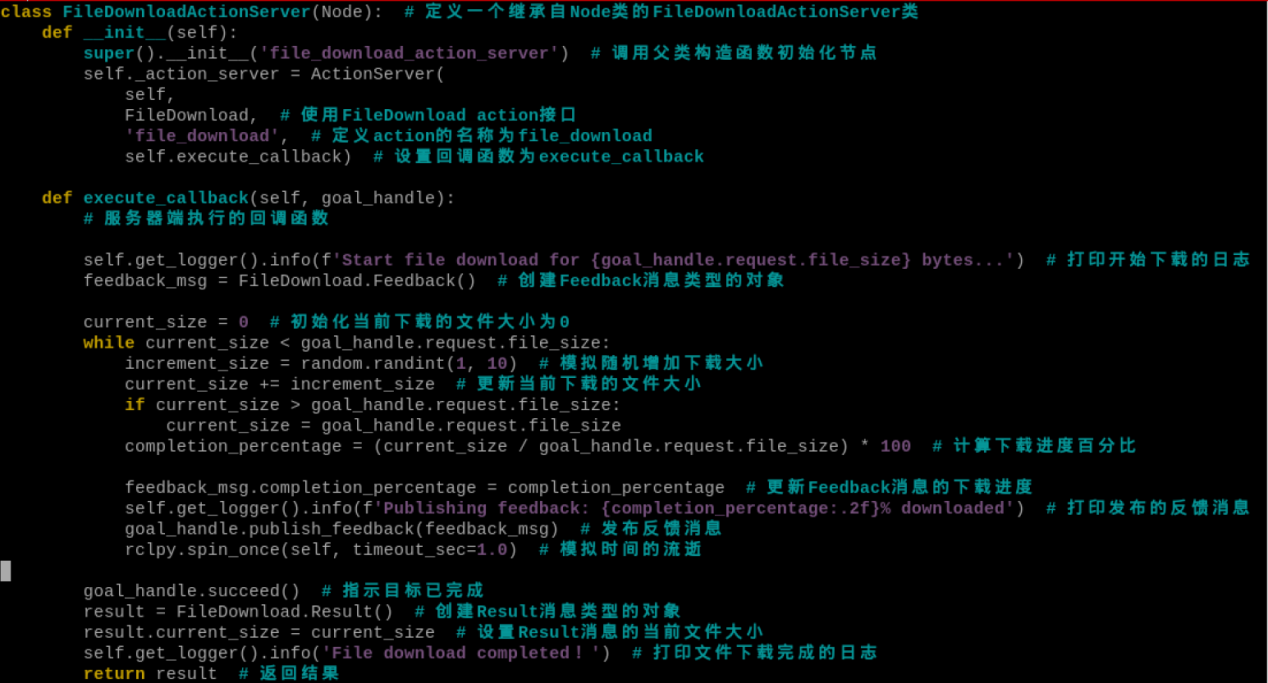 class FileDownloadActionServer(Node):  # 定义一个继承自Node类的FileDownloadActionServer类
    def __init__(self):
        super().__init__('file_download_action_server')  # 调用父类构造函数初始化节点
        self._action_server = ActionServer(
            self,
            FileDownload,  # 使用FileDownload action接口
            'file_download',  # 定义action的名称为file_download
            self.execute_callback)  # 设置回调函数为execute_callback

    def execute_callback(self, goal_handle):
        # 服务器端执行的回调函数

        self.get_logger().info(f'Start file download for {goal_handle.request.file_size} bytes...')  # 打印开始下载的日志
        feedback_msg = FileDownload.Feedback()  # 创建Feedback消息类型的对象

        current_size = 0  # 初始化当前下载的文件大小为0
        while current_size < goal_handle.request.file_size:
            increment_size = random.randint(1, 10)  # 模拟随机增加下载大小
            current_size += increment_size  # 更新当前下载的文件大小
            if current_size > goal_handle.request.file_size:
                current_size = goal_handle.request.file_size
            completion_percentage = (current_size / goal_handle.request.file_size) * 100  # 计算下载进度百分比

            feedback_msg.completion_percentage = completion_percentage  # 更新Feedback消息的下载进度
            self.get_logger().info(f'Publishing feedback: {completion_percentage:.2f}% downloaded')  # 打印发布的反馈消息
            goal_handle.publish_feedback(feedback_msg)  # 发布反馈消息
            rclpy.spin_once(self, timeout_sec=1.0)  # 模拟时间的流逝

        goal_handle.succeed()  # 指示目标已完成
        result = FileDownload.Result()  # 创建Result消息类型的对象
        result.current_size = current_size  # 设置Result消息的当前文件大小
        self.get_logger().info('File download completed！')  # 打印文件下载完成的日志
        return result  # 返回结果